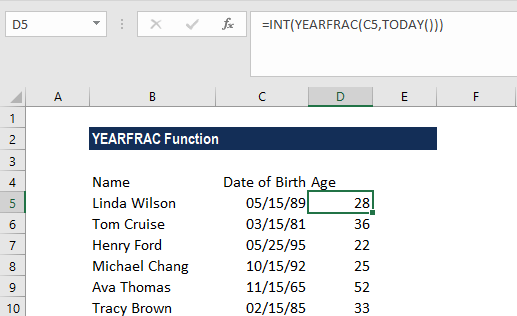 D5 fx =INT(YEARFRAC(C5,TODAY()))
A B C D E F
1
2 YEARFRAC Function
3
4 Name Date of Birth Age
5 Linda Wilson 05/15/89 28
6 Tom Cruise 03/15/81 36
7 Henry Ford 05/25/95 22
8 Michael Chang 10/15/92 25
9 Ava Thomas 11/15/65 52
10 Tracy Brown 02/15/85 33